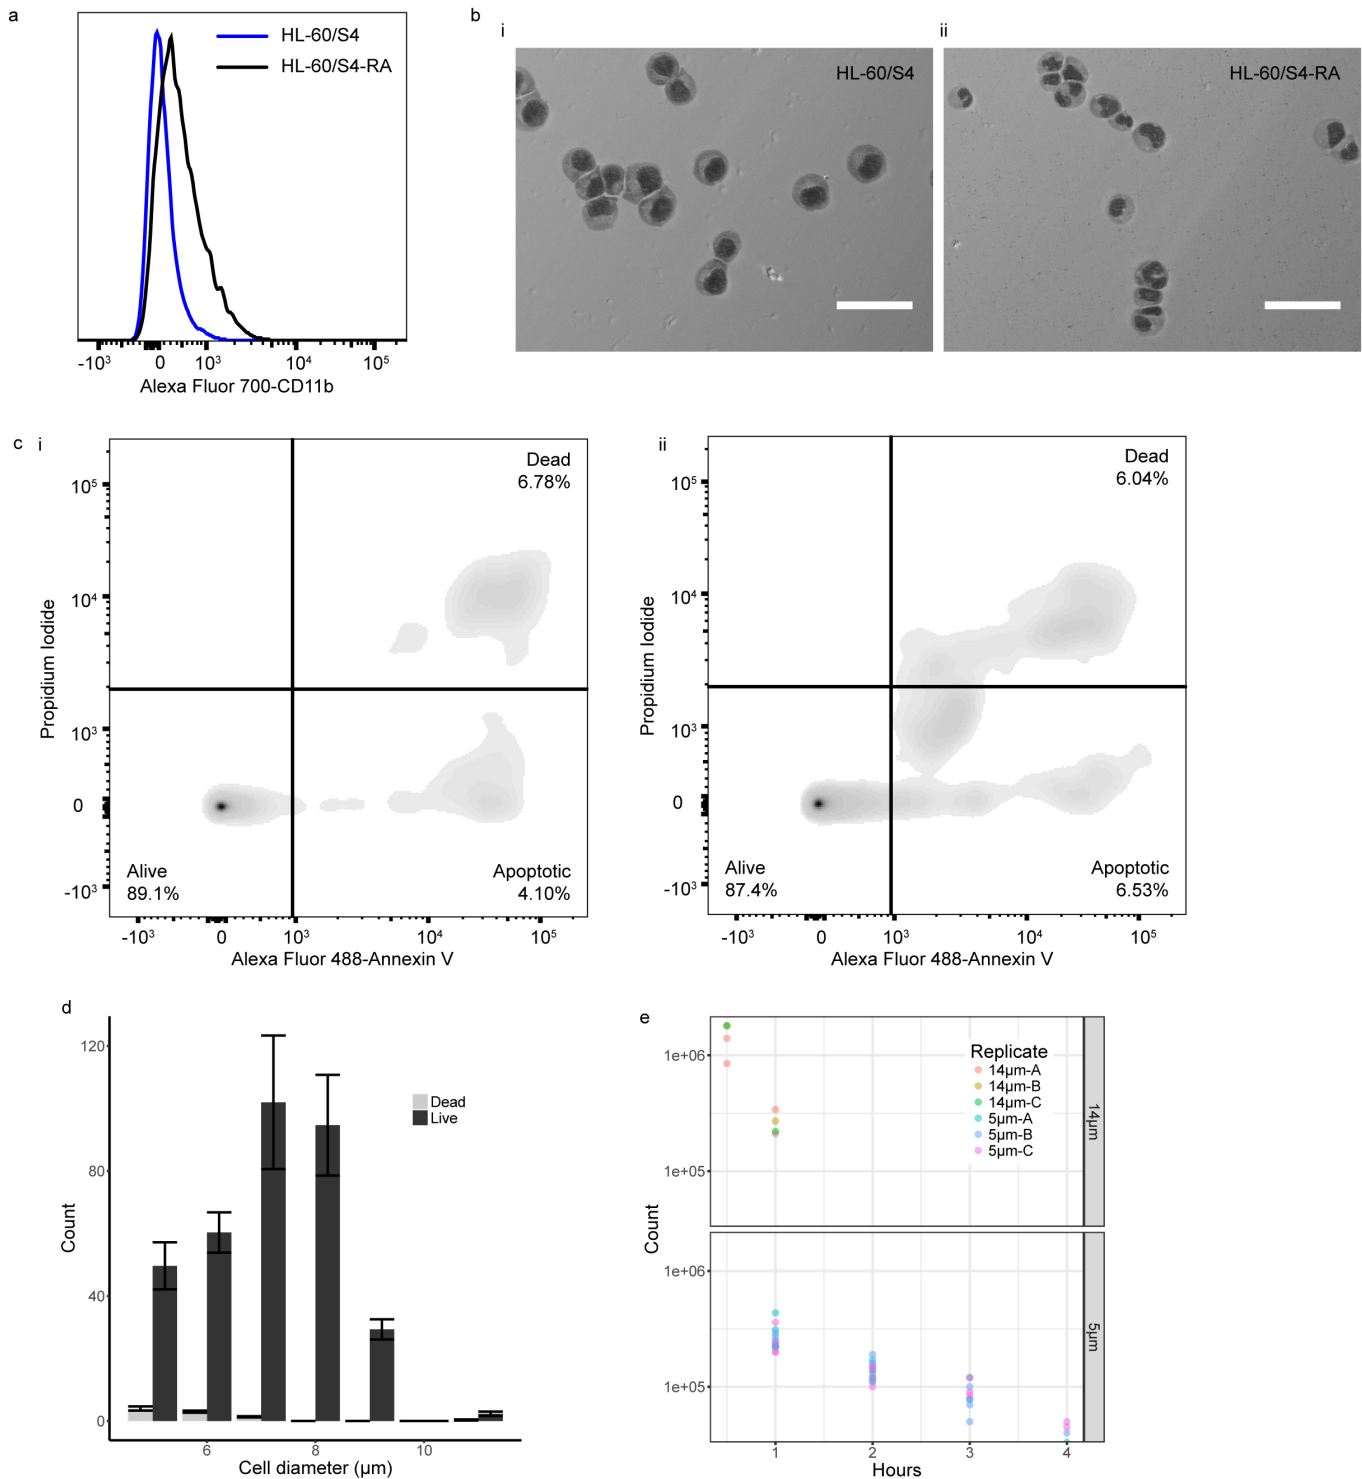 a
HL-60/S4
HL-60/S4-RA
-10³ 0 10³ 10⁴ 10⁵
Alexa Fluor 700-CD11b
b
i
HL-60/S4
ii
HL-60/S4-RA
c i
Dead
6.78%
10⁵
10⁴
10³
0
-10³
Propidium Iodide
Alive
89.1%
Apoptotic
4.10%
-10³ 0 10³ 10⁴ 10⁵
Alexa Fluor 488-Annexin V
ii
Dead
6.04%
10⁵
10⁴
10³
0
-10³
Propidium Iodide
Alive
87.4%
Apoptotic
6.53%
-10³ 0 10³ 10⁴ 10⁵
Alexa Fluor 488-Annexin V
d
120
80
40
0
Count
Dead
Live
6 8 10
Cell diameter (µm)
e
1e+06
1e+05
1e+06
1e+05
Count
Replicate
14µm-A
14µm-B
14µm-C
5µm-A
5µm-B
5µm-C
14µm
5µm
1 2 3 4
Hours